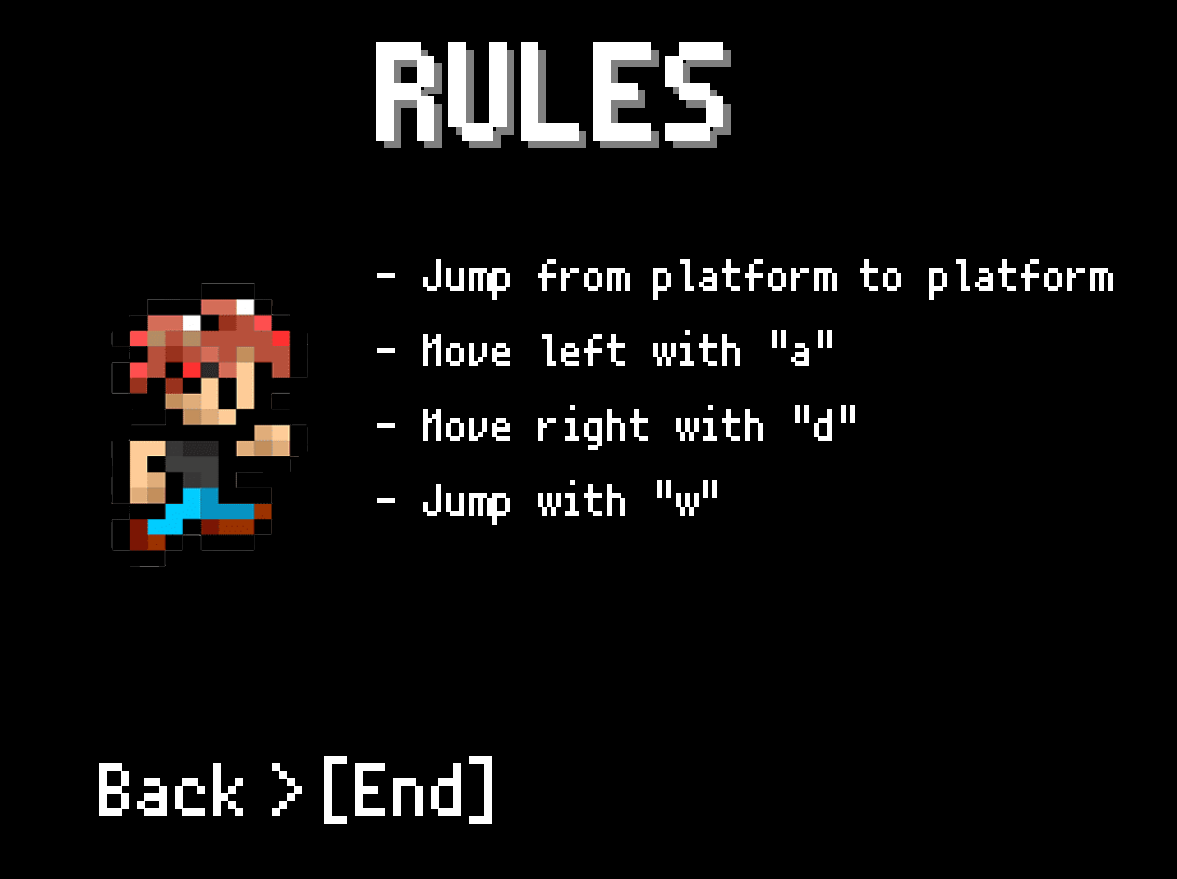 RULES
- Jump from platform to platform
- Move left with "a"
- Move right with "d"
- Jump with "w"
Back >[End]